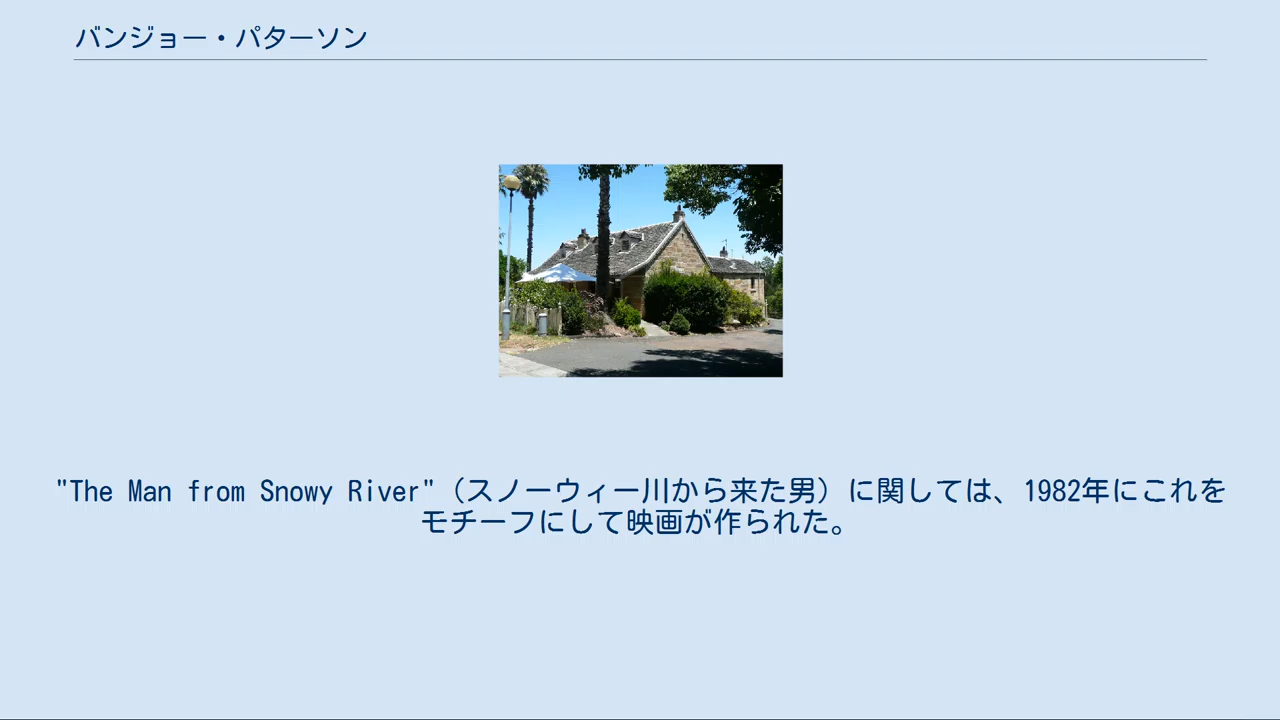 バンジョー・パターソン
"The Man from Snowy River"（スノーウィー川から来た男）に関しては、1982年にこれを
モチーフにして映画が作られた。